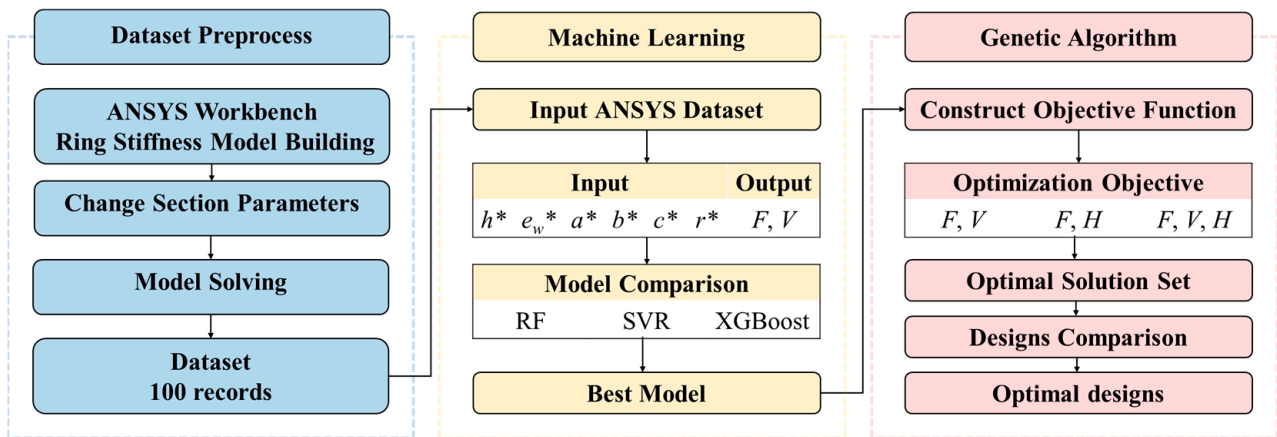 Dataset Preprocess
ANSYS Workbench
Ring Stiffness Model Building
Change Section Parameters
Model Solving
Dataset
100 records
Machine Learning
Input ANSYS Dataset
Input Output
h* e_w* a* b* c* r* F, V
Model Comparison
RF SVR XGBoost
Best Model
Genetic Algorithm
Construct Objective Function
Optimization Objective
F, V F, H F, V, H
Optimal Solution Set
Designs Comparison
Optimal designs